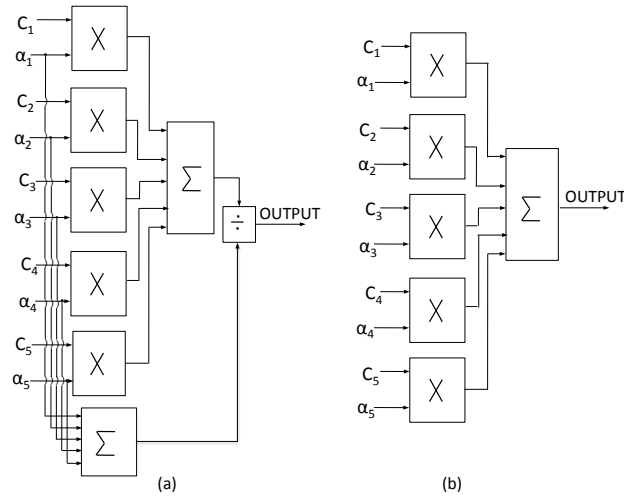 C₁
α₁
X
C₂
α₂
X
C₃
α₃
X
C₄
α₄
X
C₅
α₅
X
∑
∑
÷
OUTPUT
(a)
C₁
α₁
X
C₂
α₂
X
C₃
α₃
X
C₄
α₄
X
C₅
α₅
X
∑
OUTPUT
(b)